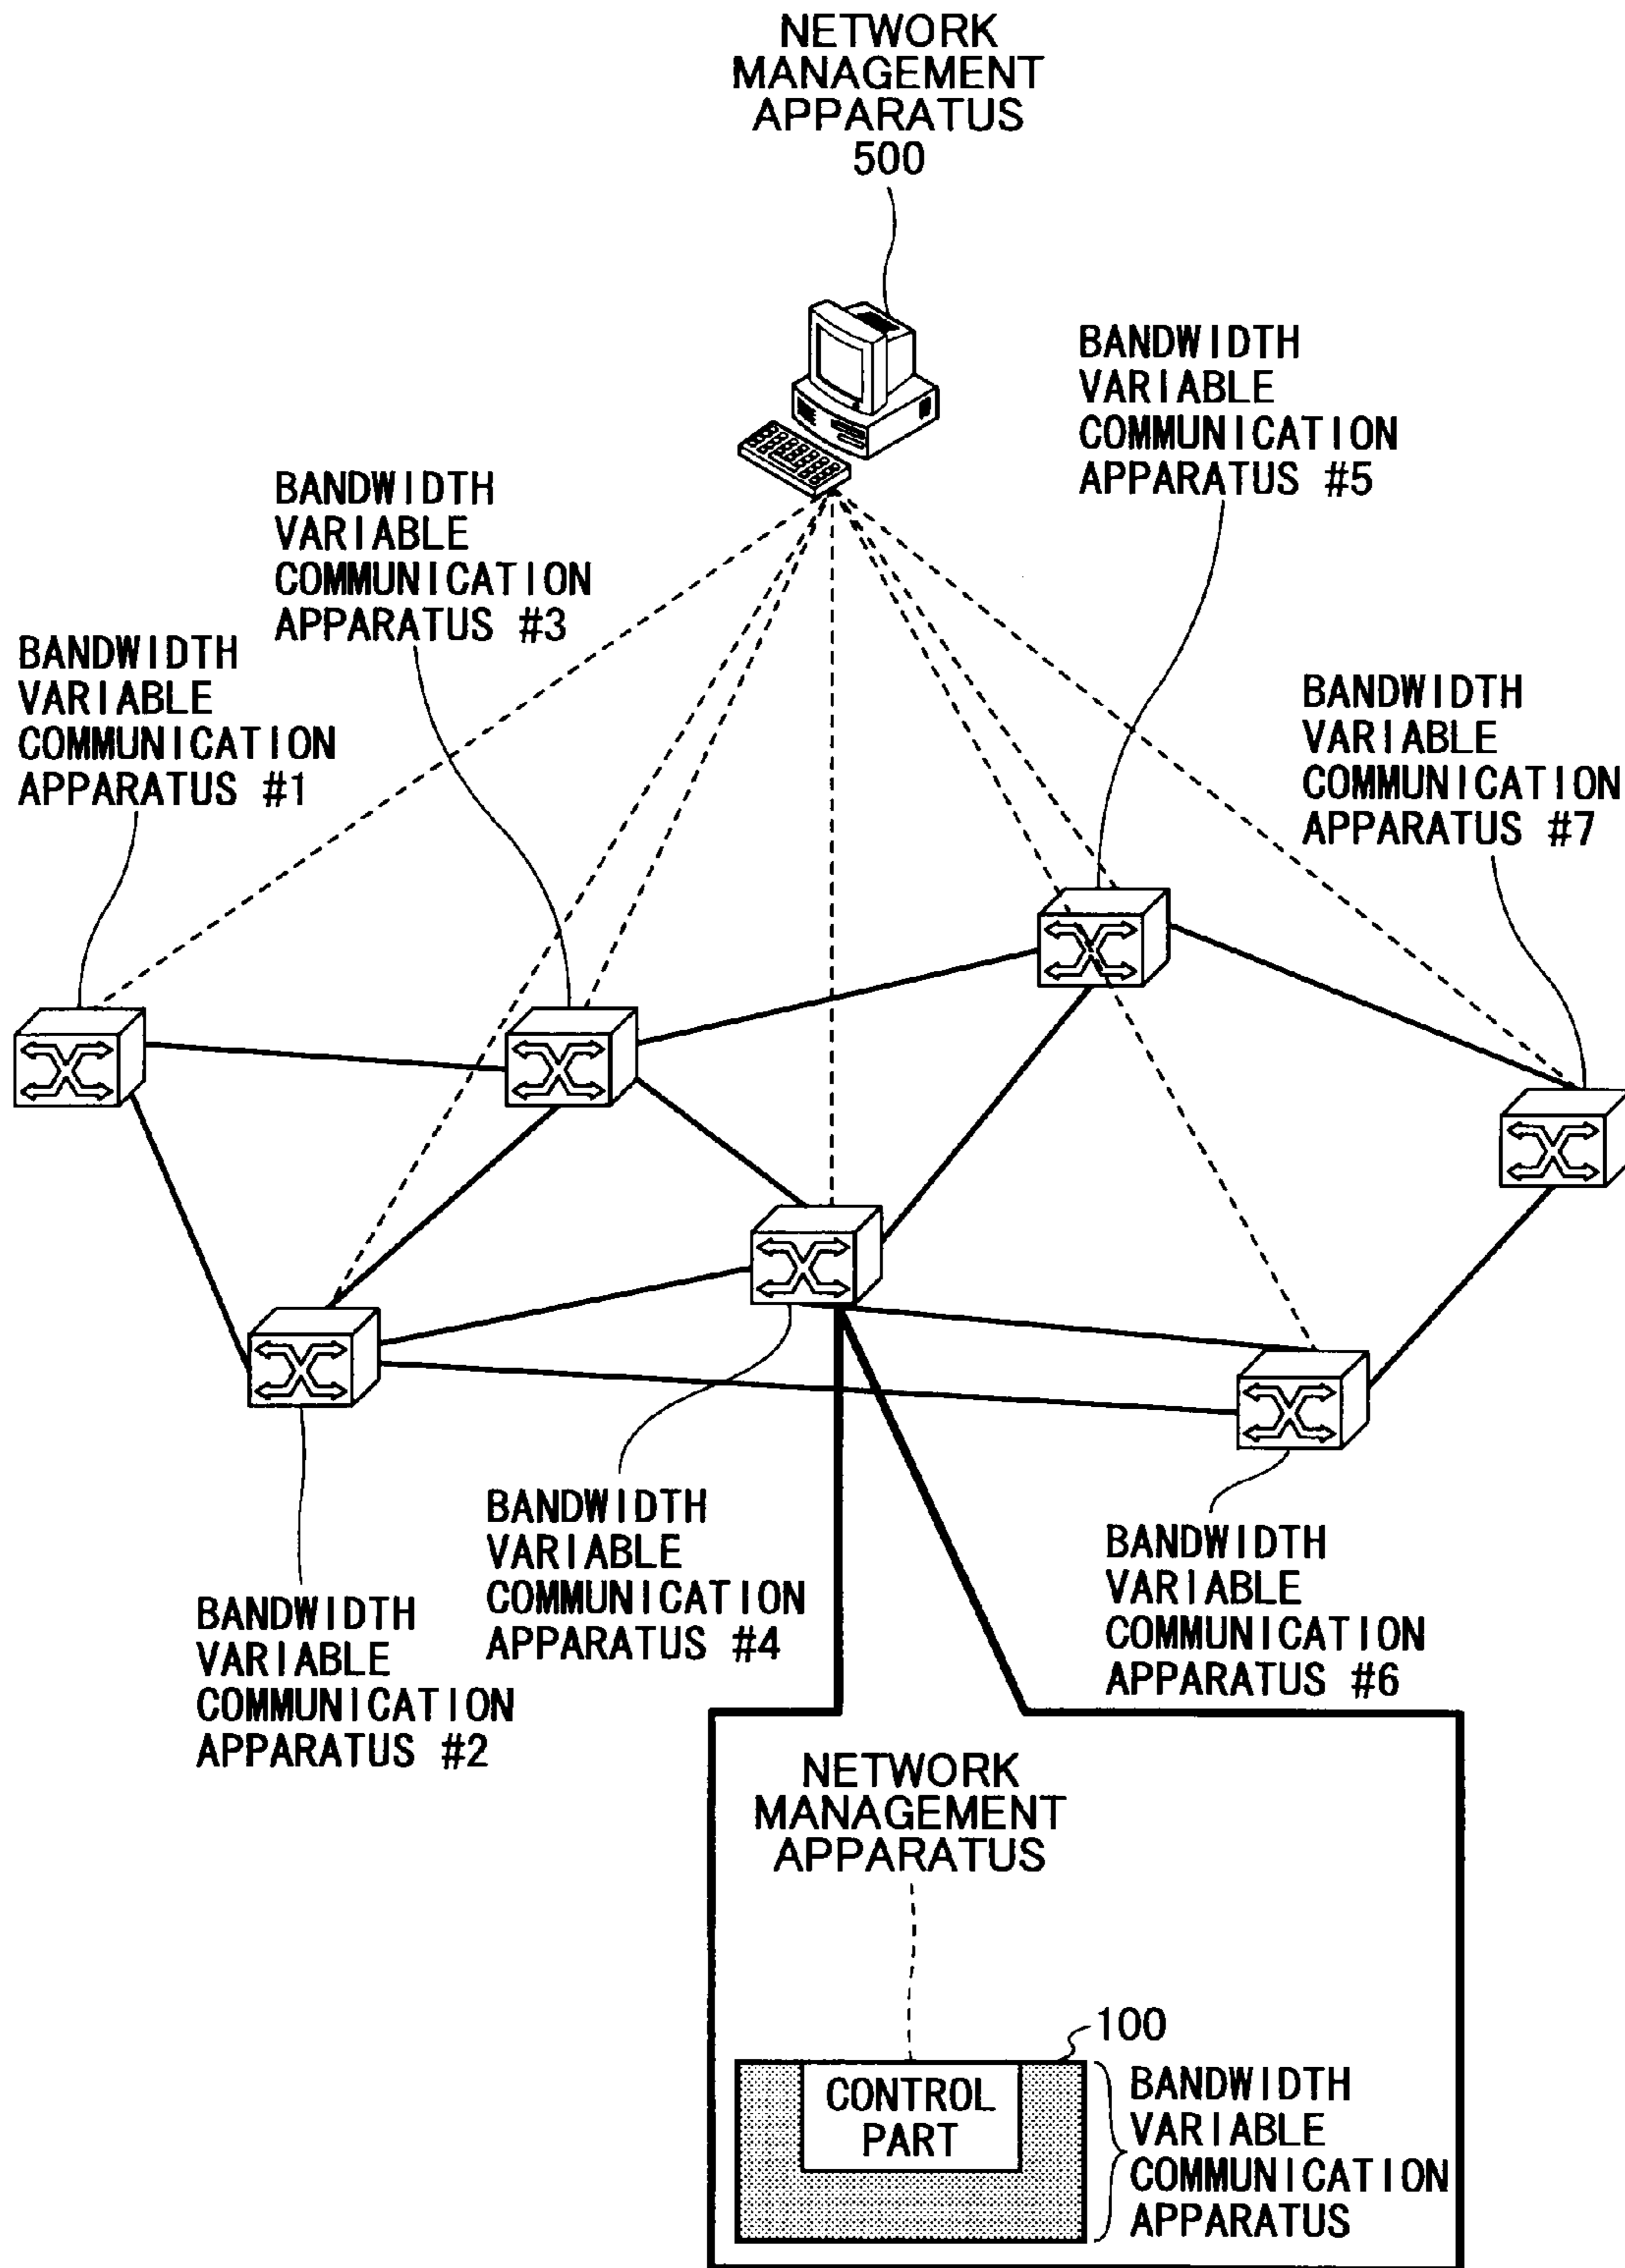 NETWORK
MANAGEMENT
APPARATUS
500
BANDWIDTH
VARIABLE
COMMUNICATION
APPARATUS #5
BANDWIDTH
VARIABLE
COMMUNICATION
APPARATUS #3
BANDWIDTH
VARIABLE
COMMUNICATION
APPARATUS #1
BANDWIDTH
VARIABLE
COMMUNICATION
APPARATUS #7
BANDWIDTH
VARIABLE
COMMUNICATION
APPARATUS #4
BANDWIDTH
VARIABLE
COMMUNICATION
APPARATUS #6
BANDWIDTH
VARIABLE
COMMUNICATION
APPARATUS #2
NETWORK
MANAGEMENT
APPARATUS
100
CONTROL
PART
BANDWIDTH
VARIABLE
COMMUNICATION
APPARATUS